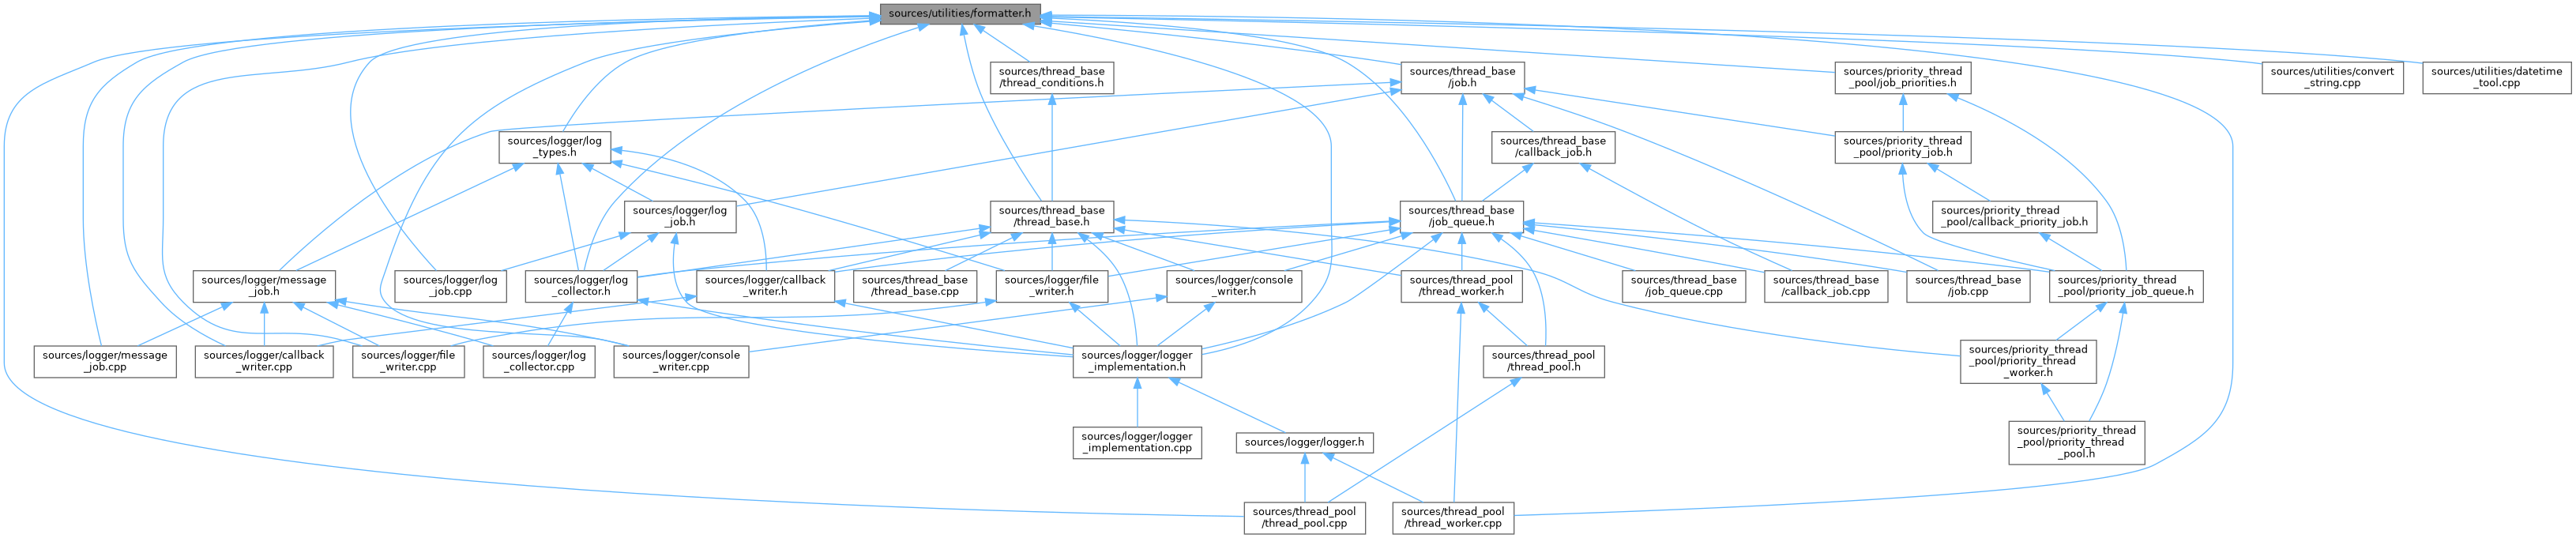 sources/utilities/formatter.h
sources/thread_base
/thread_conditions.h
sources/thread_base
/job.h
sources/priority_thread
_pool/job_priorities.h
sources/utilities/convert
_string.cpp
sources/utilities/datetime
_tool.cpp
sources/logger/log
_types.h
sources/thread_base
/callback_job.h
sources/priority_thread
_pool/priority_job.h
sources/logger/log
_job.h
sources/thread_base
/thread_base.h
sources/thread_base
/job_queue.h
sources/priority_thread
_pool/callback_priority_job.h
sources/logger/message
_job.h
sources/logger/log
_job.cpp
sources/logger/log
_collector.h
sources/logger/callback
_writer.h
sources/thread_base
/thread_base.cpp
sources/logger/file
_writer.h
sources/logger/console
_writer.h
sources/thread_pool
/thread_worker.h
sources/thread_base
/job_queue.cpp
sources/thread_base
/callback_job.cpp
sources/thread_base
/job.cpp
sources/priority_thread
_pool/priority_job_queue.h
sources/logger/message
_job.cpp
sources/logger/callback
_writer.cpp
sources/logger/file
_writer.cpp
sources/logger/log
_collector.cpp
sources/logger/console
_writer.cpp
sources/logger/logger
_implementation.h
sources/thread_pool
/thread_pool.h
sources/priority_thread
_pool/priority_thread
_worker.h
sources/logger/logger
_implementation.cpp
sources/logger/logger.h
sources/priority_thread
_pool/priority_thread
_pool.h
sources/thread_pool
/thread_pool.cpp
sources/thread_pool
/thread_worker.cpp